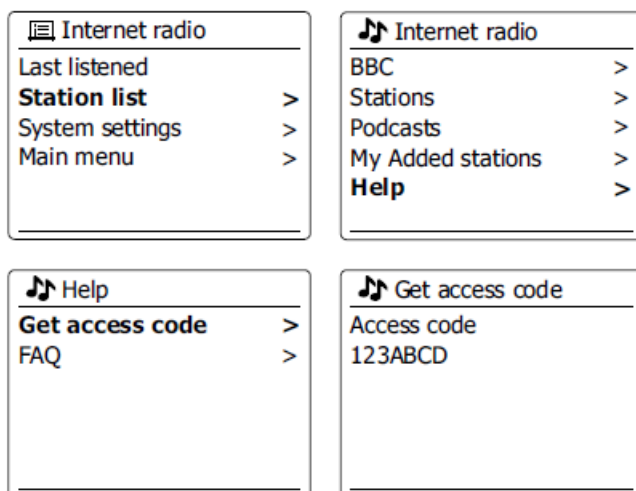 Internet radio
Last listened
Station list >
System settings >
Main menu >
Internet radio
BBC >
Stations >
Podcasts >
My Added stations >
Help >
Help
Get access code >
FAQ >
Get access code
Access code
123ABCD